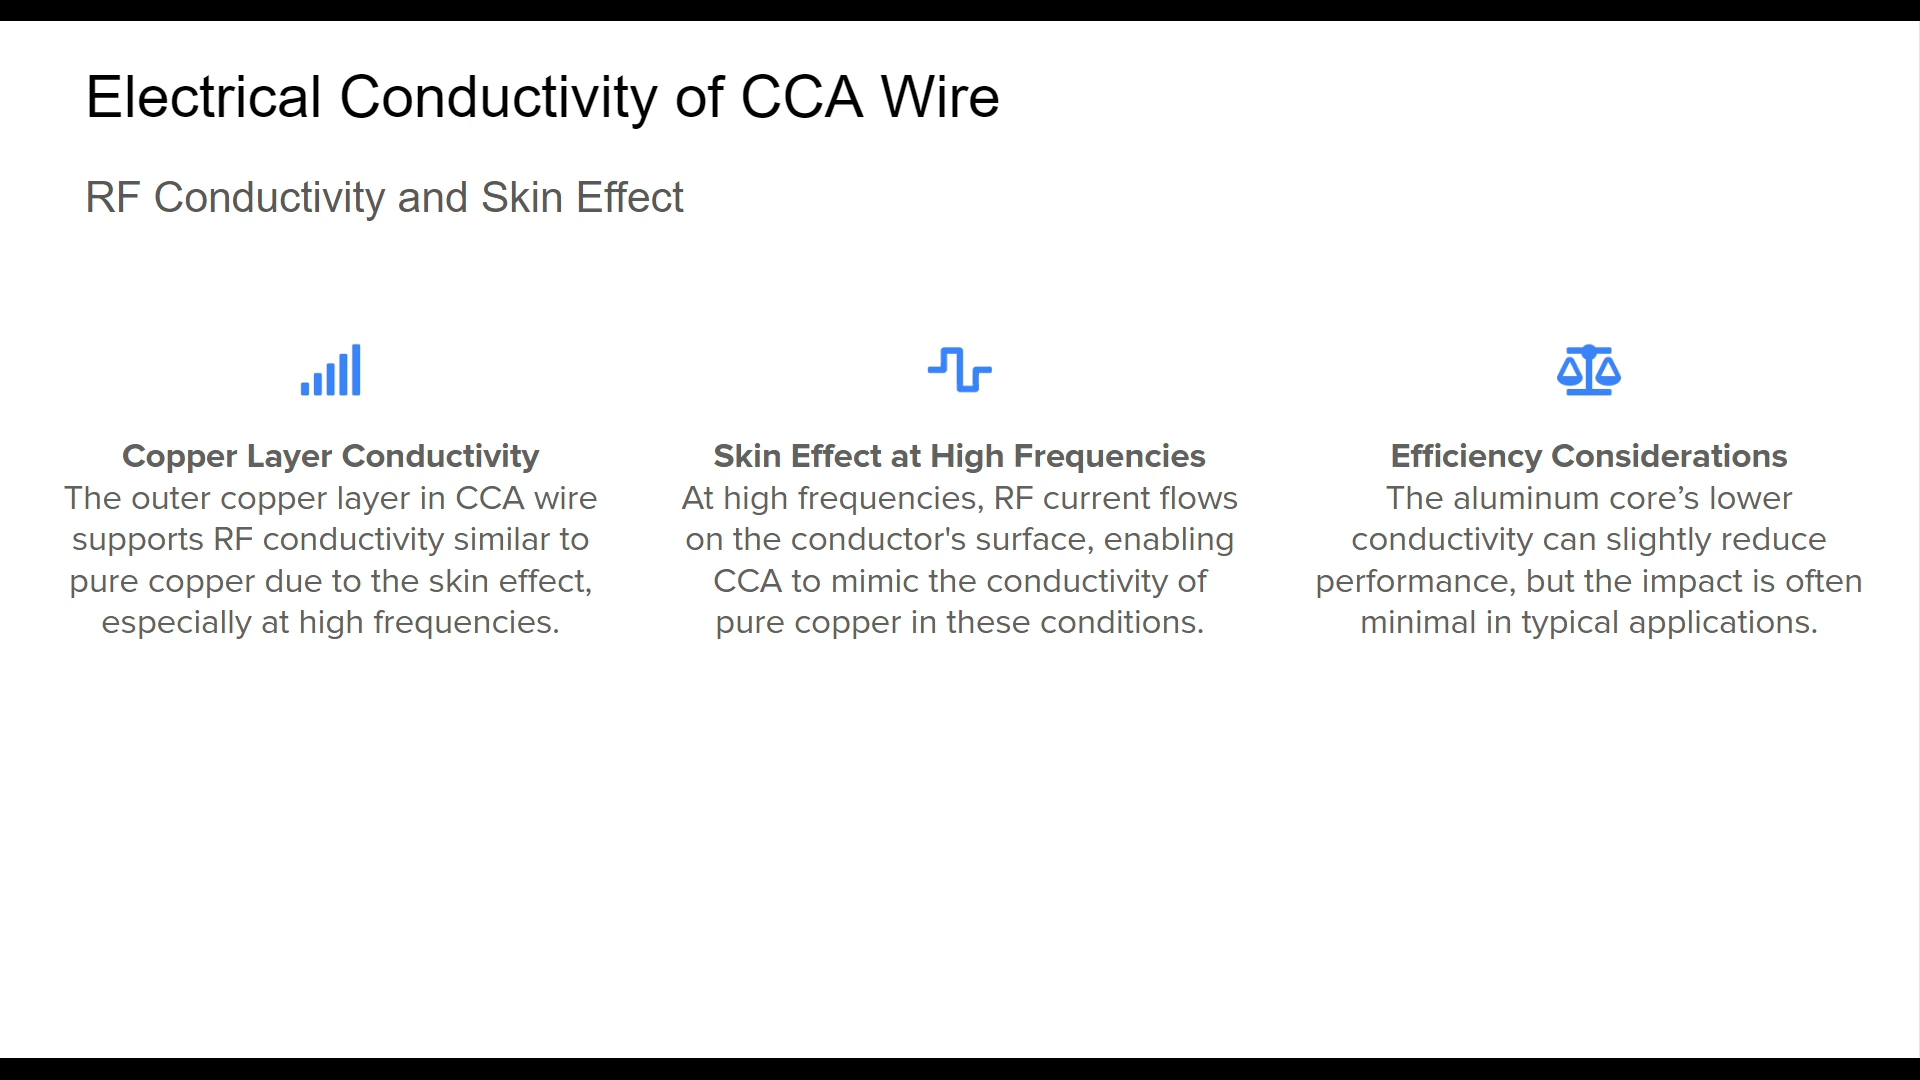 Electrical Conductivity of CCA Wire
RF Conductivity and Skin Effect
Copper Layer Conductivity
The outer copper layer in CCA wire
supports RF conductivity similar to
pure copper due to the skin effect,
especially at high frequencies.
Skin Effect at High Frequencies
At high frequencies, RF current flows
on the conductor's surface, enabling
CCA to mimic the conductivity of
pure copper in these conditions.
Efficiency Considerations
The aluminum core’s lower
conductivity can slightly reduce
performance, but the impact is often
minimal in typical applications.